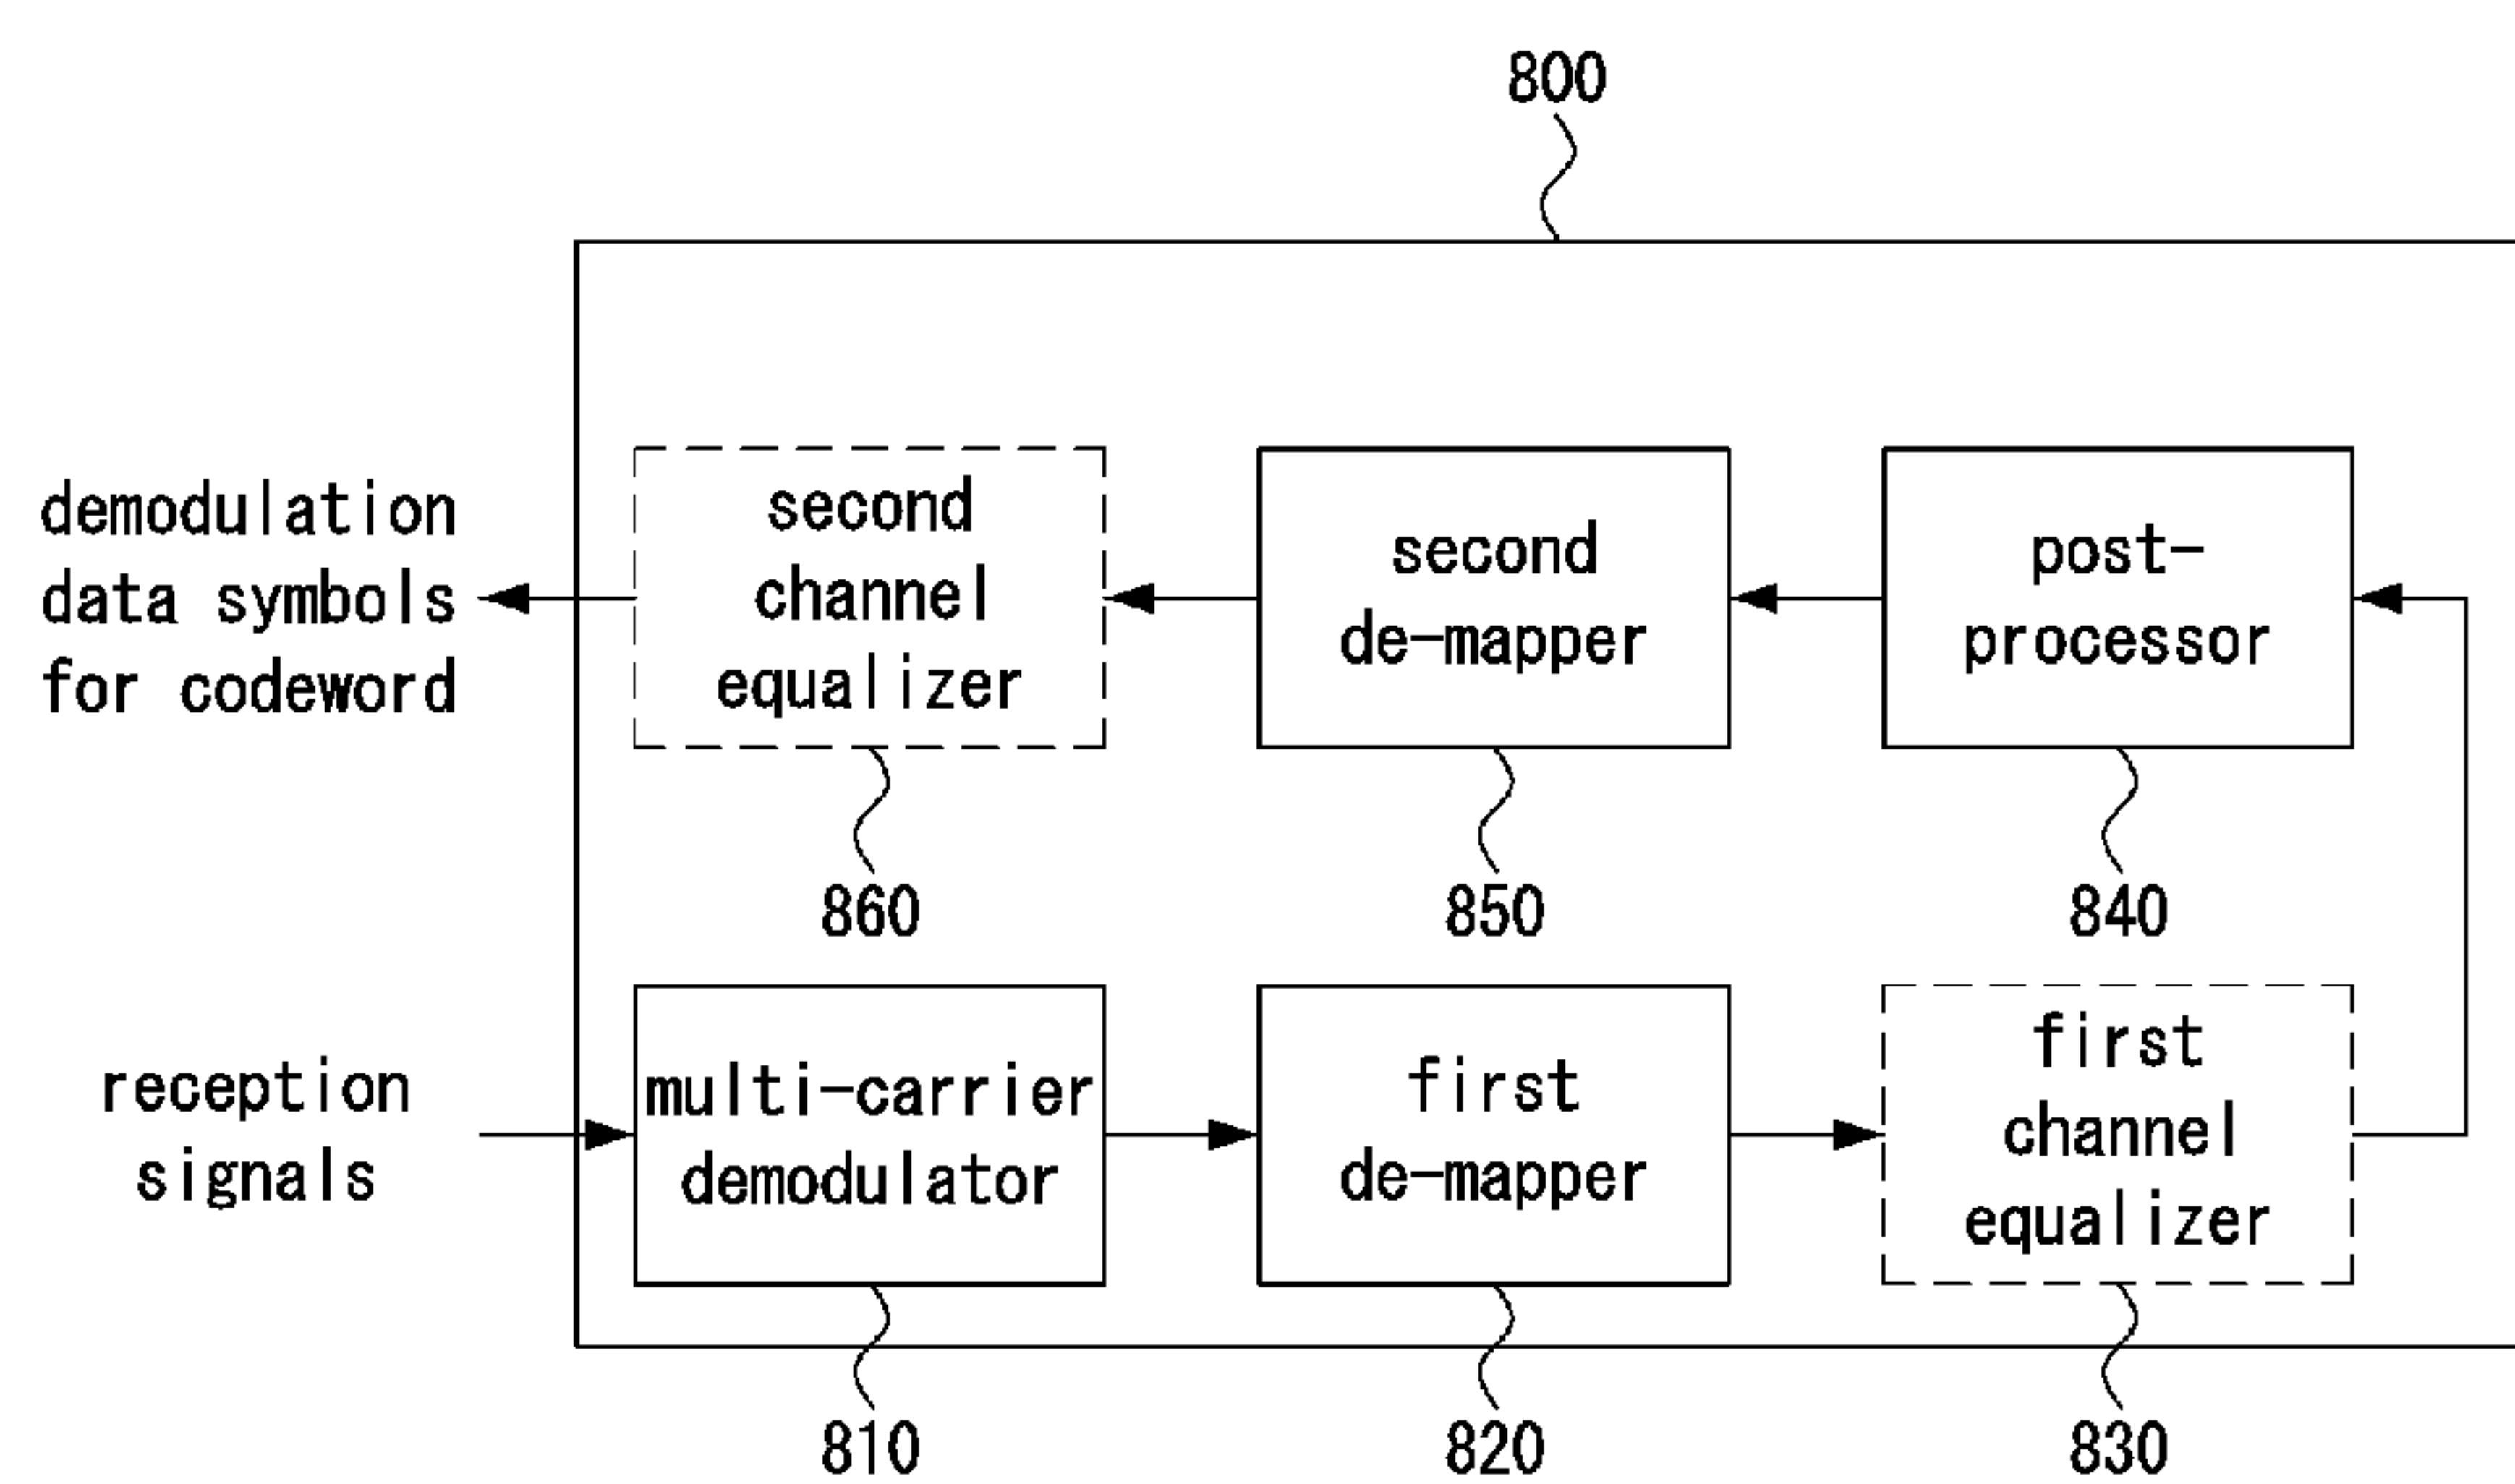 800
demodulation
data symbols
for codeword
second
channel
equalizer
second
de-mapper
post-
processor
860
850
840
reception
signals
multi-carrier
demodulator
first
de-mapper
first
channel
equalizer
810
820
830